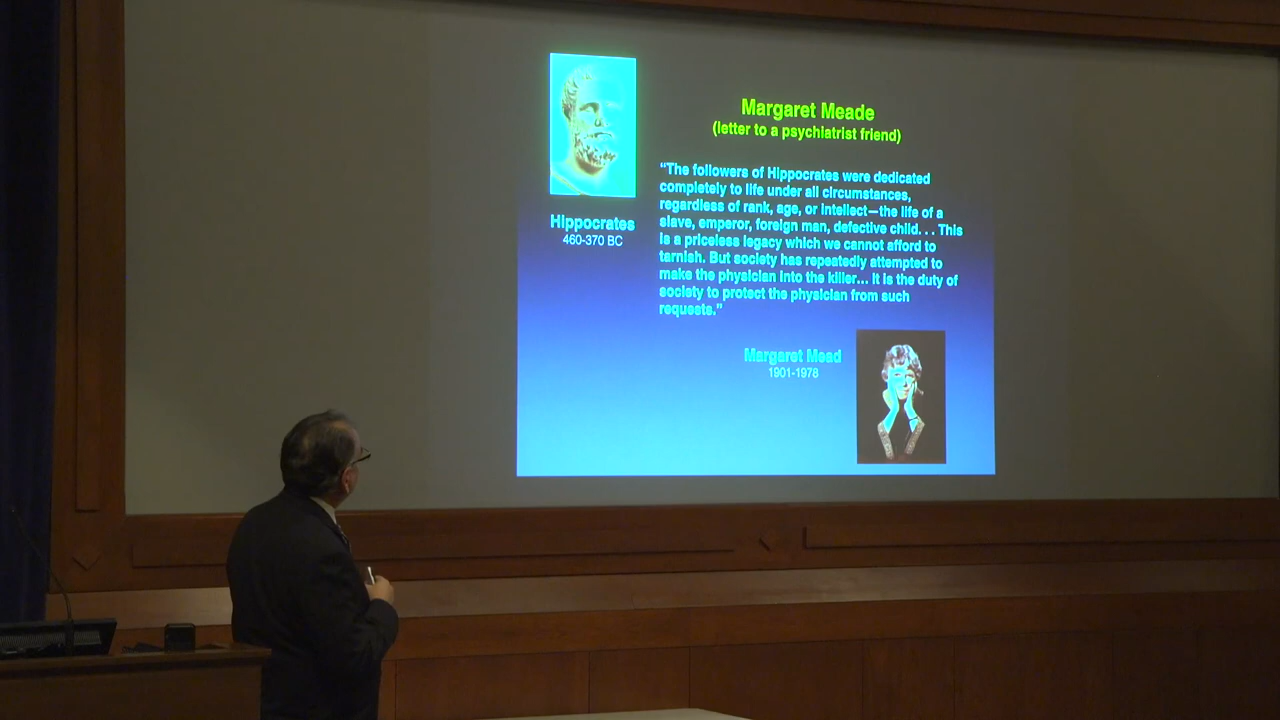 Margaret Meade
(letter to a psychiatrist friend)
"The followers of Hippocrates were dedicated
completely to life under all circumstances,
regardless of rank, age, or intellect—the life of a
slave, emperor, foreign man, defective child. . . This
is a priceless legacy which we cannot afford to
tarnish. But society has repeatedly attempted to
make the physician into the killer... It is the duty of
society to protect the physician from such
requests."
Hippocrates
460-370 BC
Margaret Mead
1901-1978